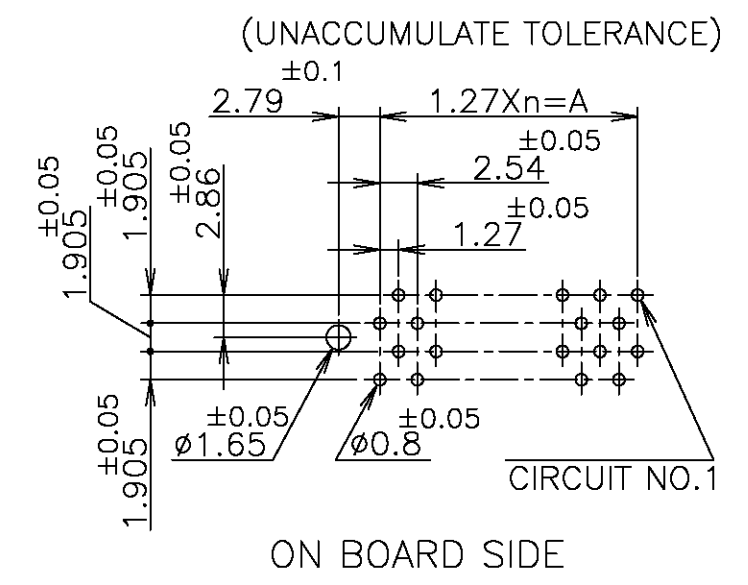 (UNACCUMULATE TOLERANCE)
±0.1
2.79
1.27Xn=A
±0.05
2.54
±0.05
1.27
±0.05
1.905
±0.05
1.905
±0.05
2.86
±0.05
1.905
±0.05
ø1.65
±0.05
ø0.8
CIRCUIT NO.1
ON BOARD SIDE